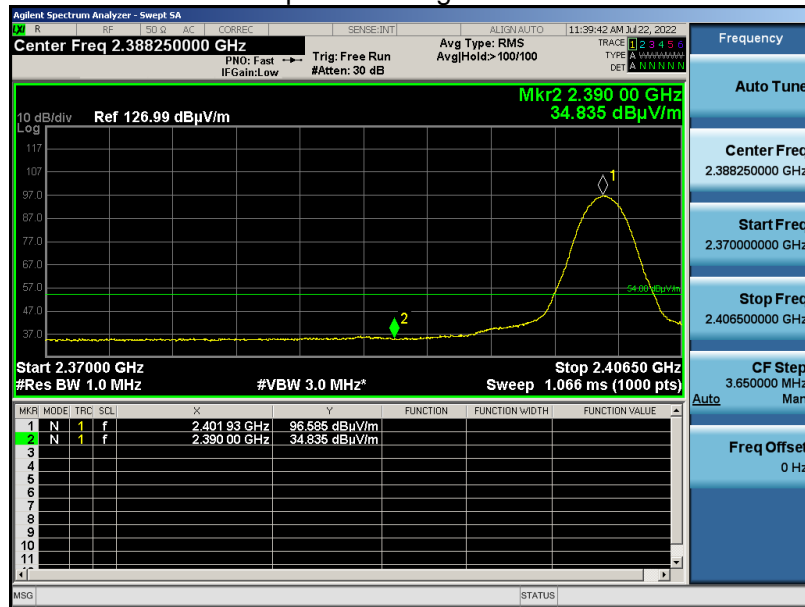 Agilent Spectrum Analyzer - Swept SA
LXI R RF 50 Ω AC CORREC SENSE:INT ALIGN AUTO 11:39:42 AM Jul 22, 2022
Center Freq 2.388250000 GHz
PNO: Fast
IFGain:Low
Trig: Free Run
#Atten: 30 dB
Avg Type: RMS
Avg|Hold:>100/100
TRACE 1 2 3 4 5 6
TYPE A WWWWW
DET A N N N N N
Mkr2 2.390 00 GHz
34.835 dBµV/m
10 dB/div Ref 126.99 dBµV/m
Log
117
107
97.0
87.0
77.0
67.0
57.0
47.0
37.0
1
2
54.00 dBµV/m
Start 2.37000 GHz Stop 2.40650 GHz
#Res BW 1.0 MHz #VBW 3.0 MHz* Sweep 1.066 ms (1000 pts)
MKR MODE TRC SCL X Y FUNCTION FUNCTION WIDTH FUNCTION VALUE
1 N 1 f 2.401 93 GHz 96.585 dBµV/m
2 N 1 f 2.390 00 GHz 34.835 dBµV/m
3
4
5
6
7
8
9
10
11
MSG STATUS
Frequency
Auto Tune
Center Freq
2.388250000 GHz
Start Freq
2.370000000 GHz
Stop Freq
2.406500000 GHz
CF Step
3.650000 MHz
Auto Man
Freq Offset
0 Hz